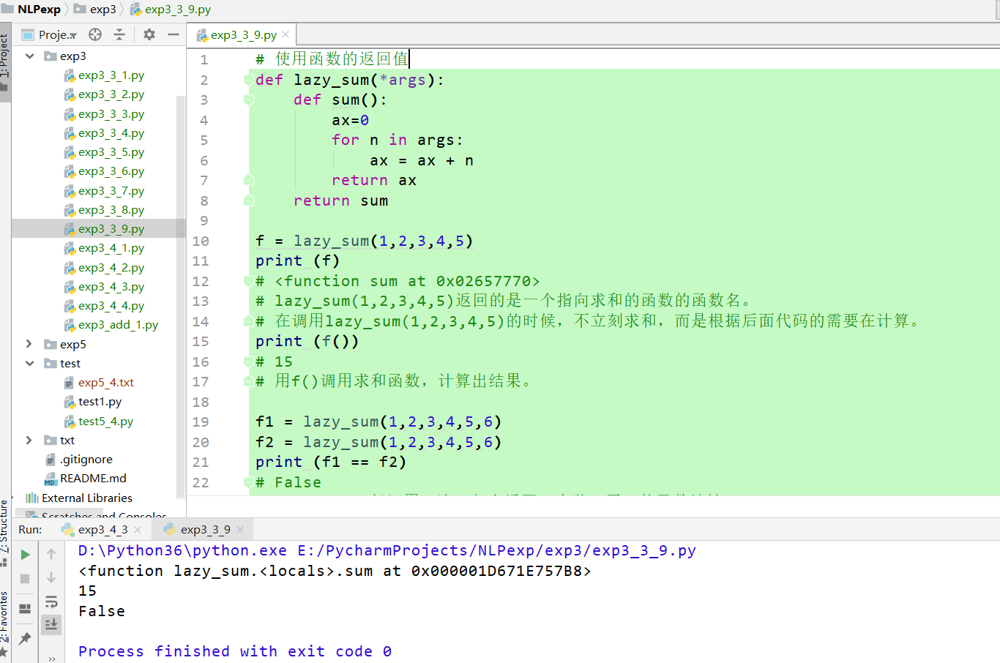 NLPexp
exp3
exp3_3_9.py
1: Project
Proje..
exp3_3_9.py
exp3
exp3_3_1.py
exp3_3_2.py
exp3_3_3.py
exp3_3_4.py
exp3_3_5.py
exp3_3_6.py
exp3_3_7.py
exp3_3_8.py
exp3_3_9.py
exp3_4_1.py
exp3_4_2.py
exp3_4_3.py
exp3_4_4.py
exp3_add_1.py
exp5
test
exp5_4.txt
test1.py
test5_4.py
txt
.gitignore
README.md
External Libraries
Scratches and Consoles
1 # 使用函数的返回值
2 def lazy_sum(*args):
3 def sum():
4 ax=0
5 for n in args:
6 ax = ax + n
7 return ax
8 return sum
9
10 f = lazy_sum(1,2,3,4,5)
11 print (f)
12 # <function sum at 0x02657770>
13 # lazy_sum(1,2,3,4,5)返回的是一个指向求和的函数的函数名。
14 # 在调用lazy_sum(1,2,3,4,5)的时候，不立刻求和，而是根据后面代码的需要在计算。
15 print (f())
16 # 15
17 # 用f()调用求和函数，计算出结果。
18
19 f1 = lazy_sum(1,2,3,4,5,6)
20 f2 = lazy_sum(1,2,3,4,5,6)
21 print (f1 == f2)
22 # False
Run:
exp3_4_3
exp3_3_9
7: Structure
2: Favorites
D:\Python36\python.exe E:/PycharmProjects/NLPexp/exp3/exp3_3_9.py
<function lazy_sum.<locals>.sum at 0x000001D671E757B8>
15
False
Process finished with exit code 0